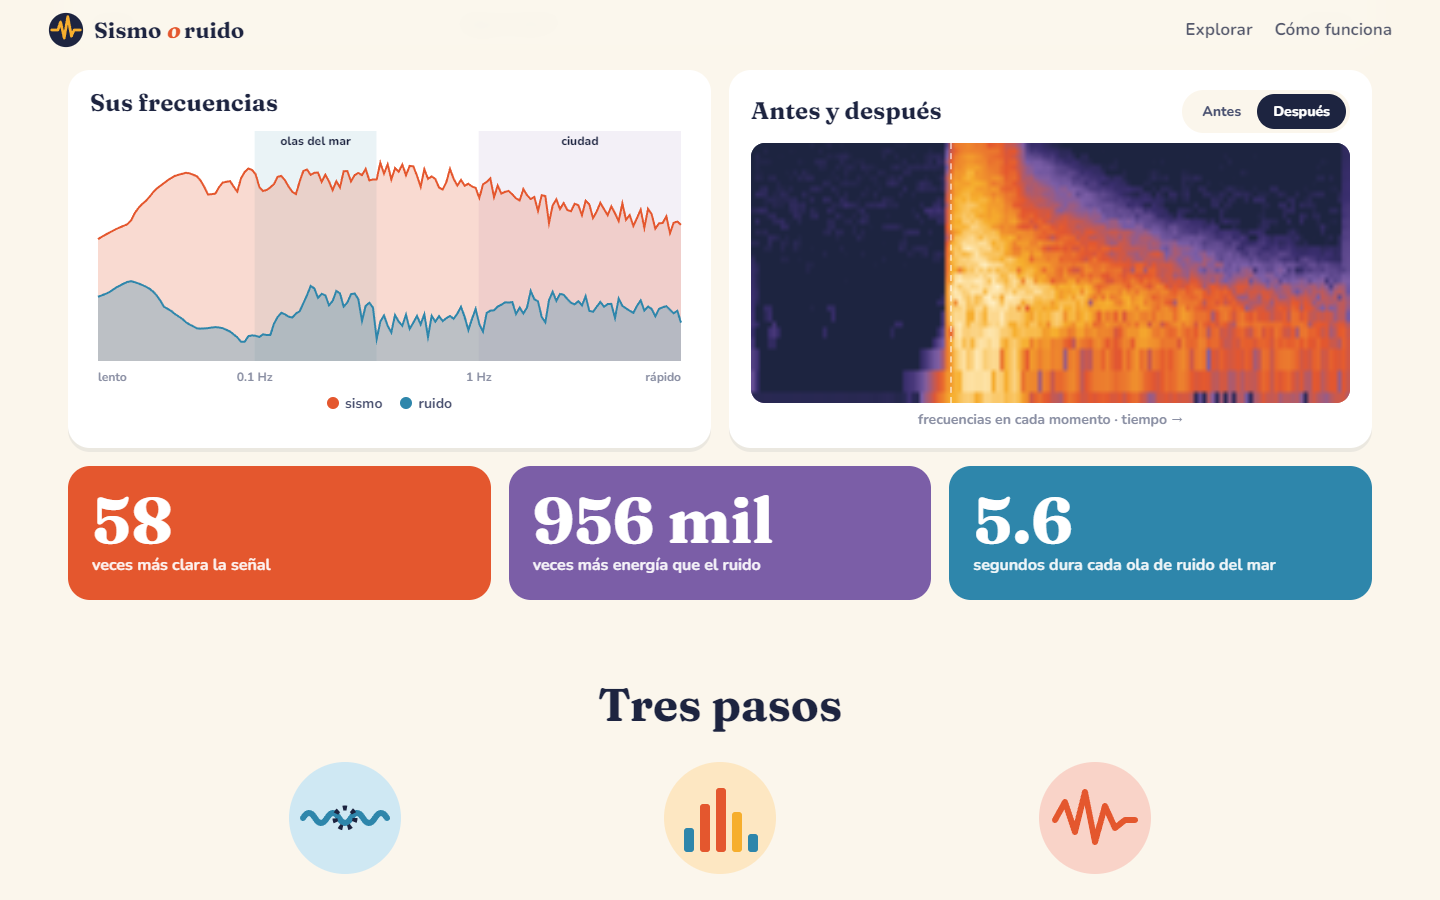 Sismo o ruido
Explorar
Cómo funciona
Sus frecuencias
olas del mar
ciudad
lento
0.1 Hz
1 Hz
rápido
sismo
ruido
Antes y después
Antes
Después
frecuencias en cada momento · tiempo →
58
veces más clara la señal
956 mil
veces más energía que el ruido
5.6
segundos dura cada ola de ruido del mar
Tres pasos